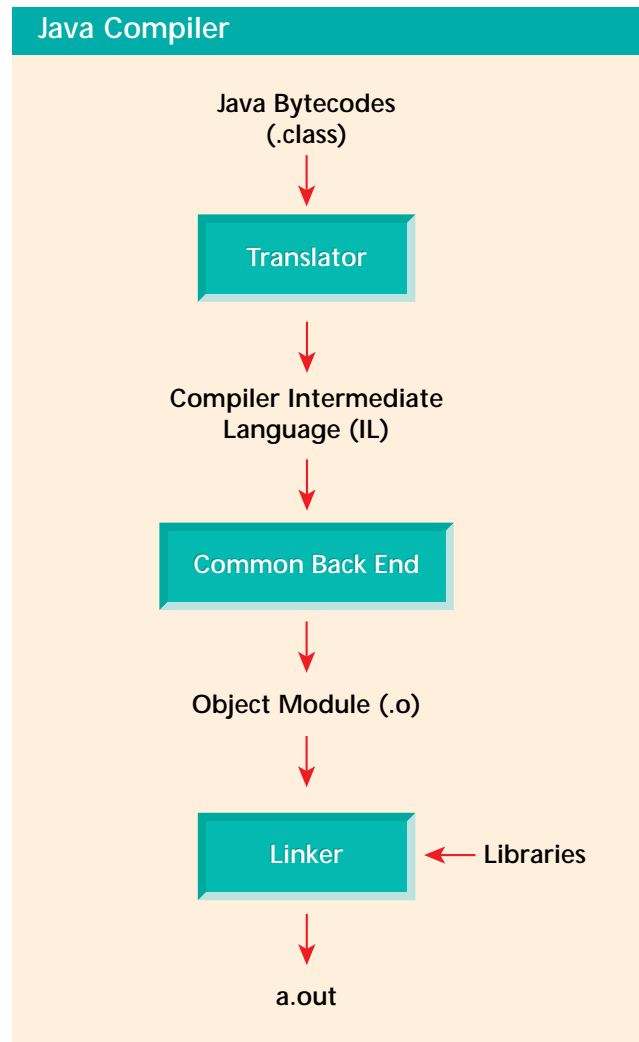 Java Compiler
Java Bytecodes
(.class)
Translator
Compiler Intermediate
Language (IL)
Common Back End
Object Module (.o)
Linker
Libraries
a.out